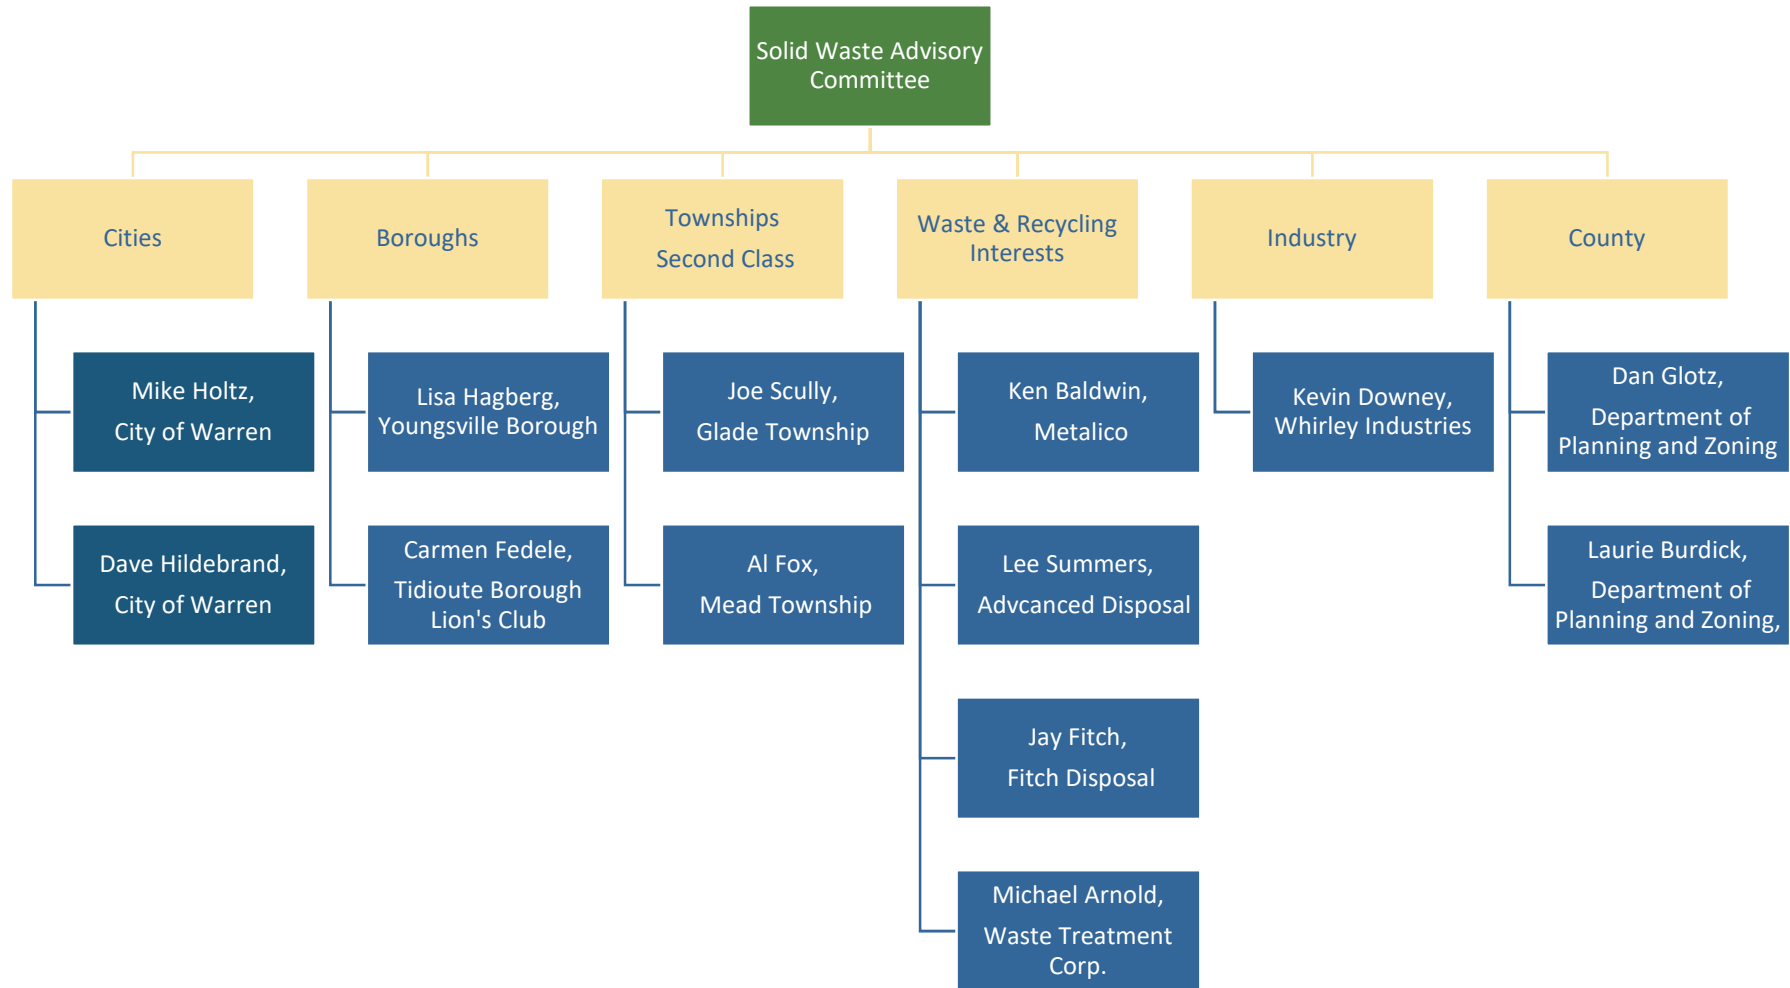 Solid Waste Advisory
Committee
Cities
Boroughs
Townships
Second Class
Waste & Recycling
Interests
Industry
County
Mike Holtz,
City of Warren
Dave Hildebrand,
City of Warren
Lisa Hagberg,
Youngsville Borough
Carmen Fedele,
Tidioute Borough
Lion's Club
Joe Scully,
Glade Township
Al Fox,
Mead Township
Ken Baldwin,
Metalico
Lee Summers,
Advcanced Disposal
Jay Fitch,
Fitch Disposal
Michael Arnold,
Waste Treatment
Corp.
Kevin Downey,
Whirley Industries
Dan Glotz,
Department of
Planning and Zoning
Laurie Burdick,
Department of
Planning and Zoning,